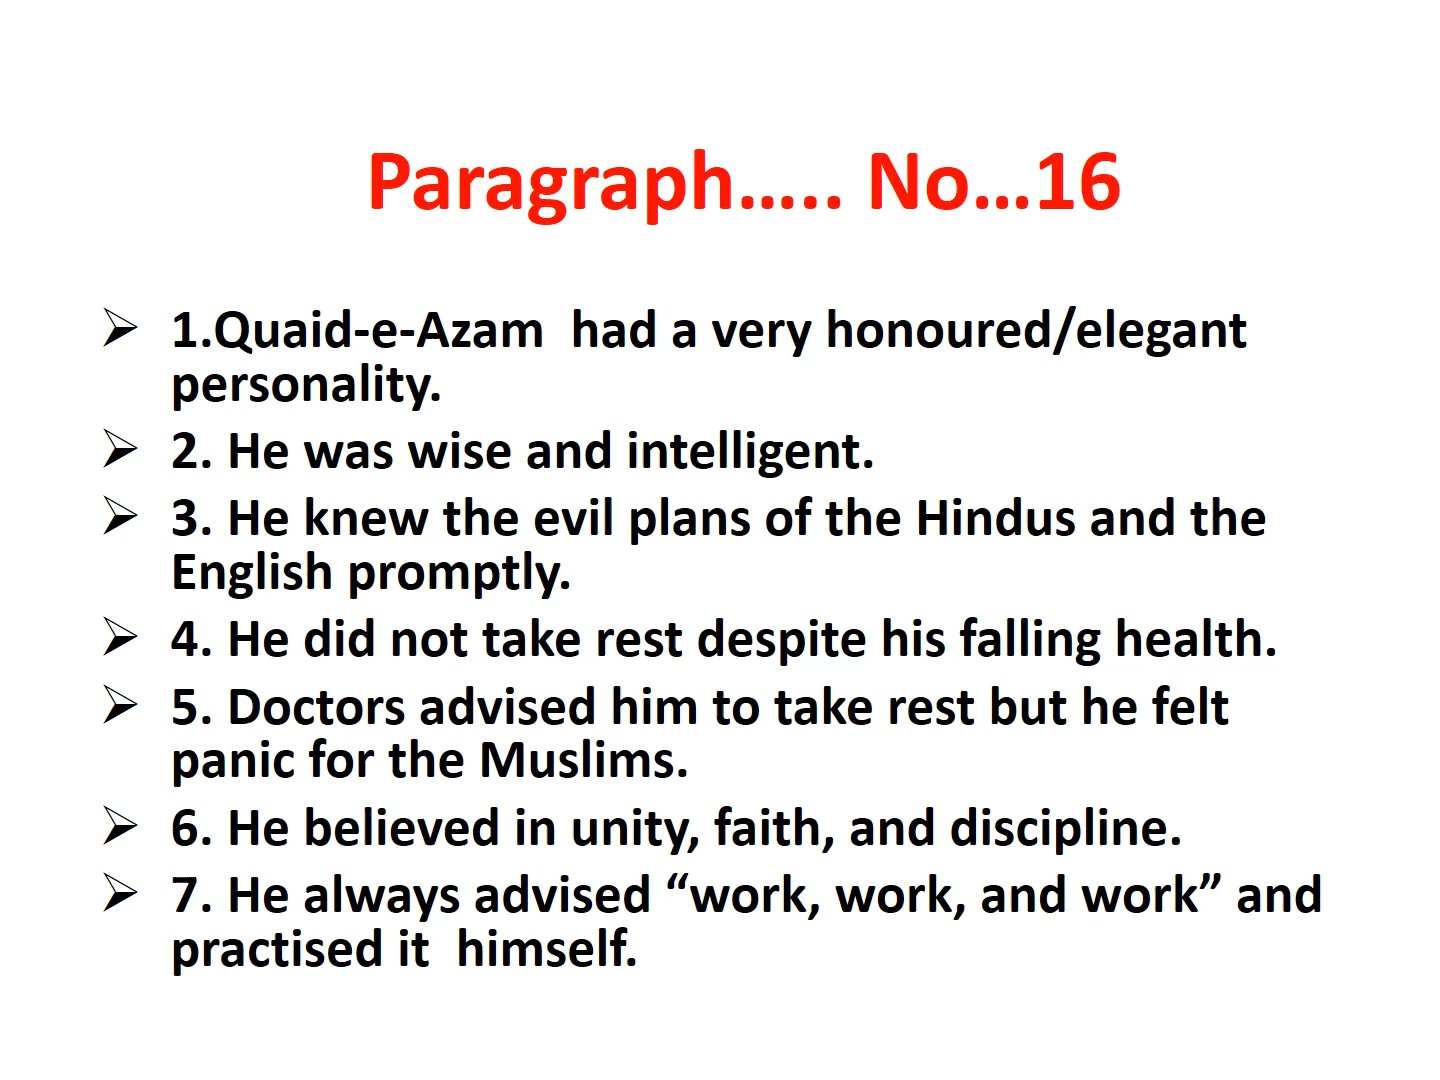 Paragraph….. No…16
➢ 1.Quaid-e-Azam  had a very honoured/elegant
personality.
➢ 2. He was wise and intelligent.
➢ 3. He knew the evil plans of the Hindus and the
English promptly.
➢ 4. He did not take rest despite his falling health.
➢ 5. Doctors advised him to take rest but he felt
panic for the Muslims.
➢ 6. He believed in unity, faith, and discipline.
➢ 7. He always advised “work, work, and work” and
practised it  himself.